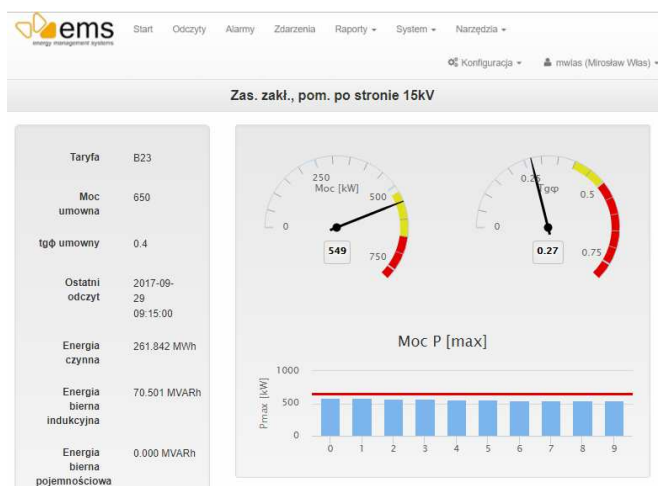 ems
energy management systems
Start Odczyty Alarmy Zdarzenia Raporty System Narzędzia
Konfiguracja mwlas (Mirosław Włas)
Zas. zakł., pom. po stronie 15kV
Taryfa B23
Moc umowna 650
tgϕ umowny 0.4
Ostatni odczyt 2017-09-29 09:15:00
Energia czynna 261.842 MWh
Energia bierna indukcyjna 70.501 MVARh
Energia bierna pojemnościowa 0.000 MVARh
0 250 500 750
Moc [kW]
549
0 0.25 0.5 0.75
Tgφ
0.27
Moc P [max]
Pmax [kW]
1000
500
0
0 1 2 3 4 5 6 7 8 9